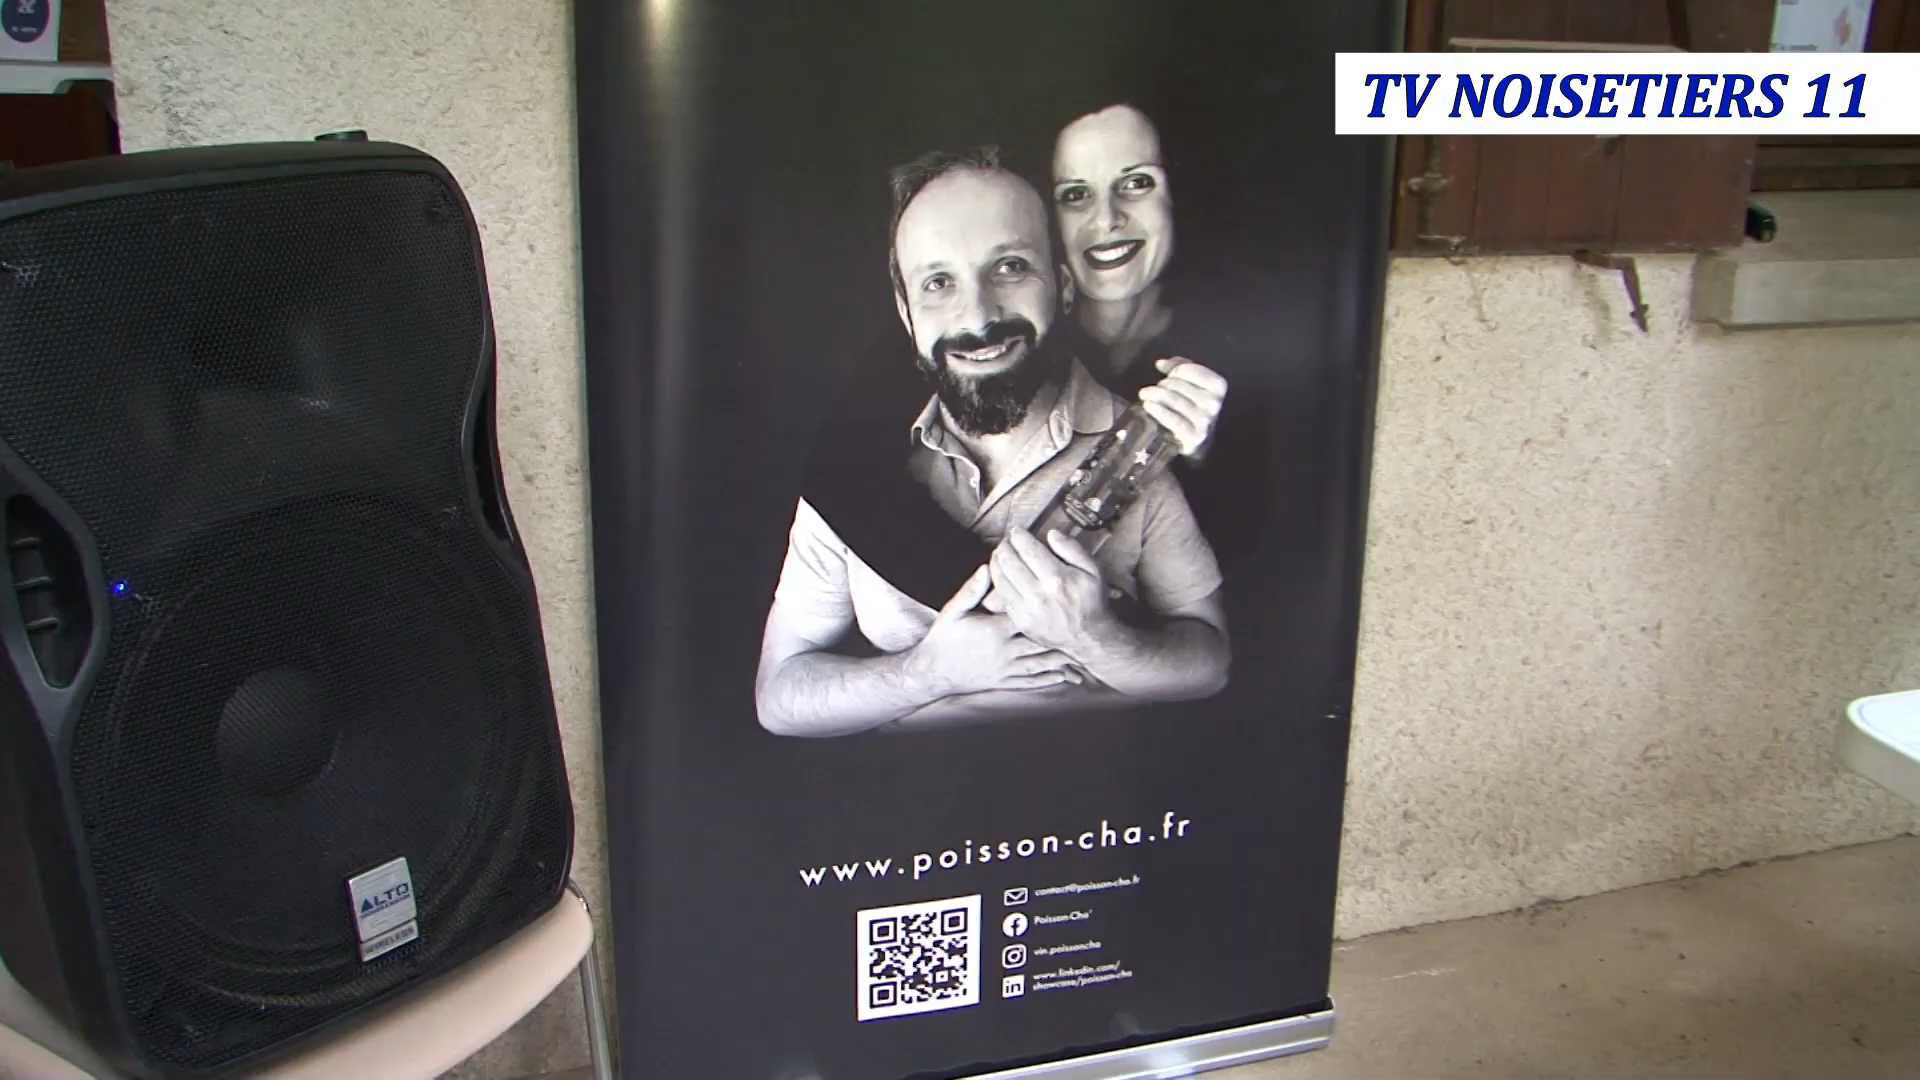 TV NOISETIERS 11
www.poisson-cha.fr
contact@poisson-cha.fr
Poisson-Cha'
vin.poissoncha
www.linkedin.com/
showcase/poisson-cha
ALTO
WIRELESS